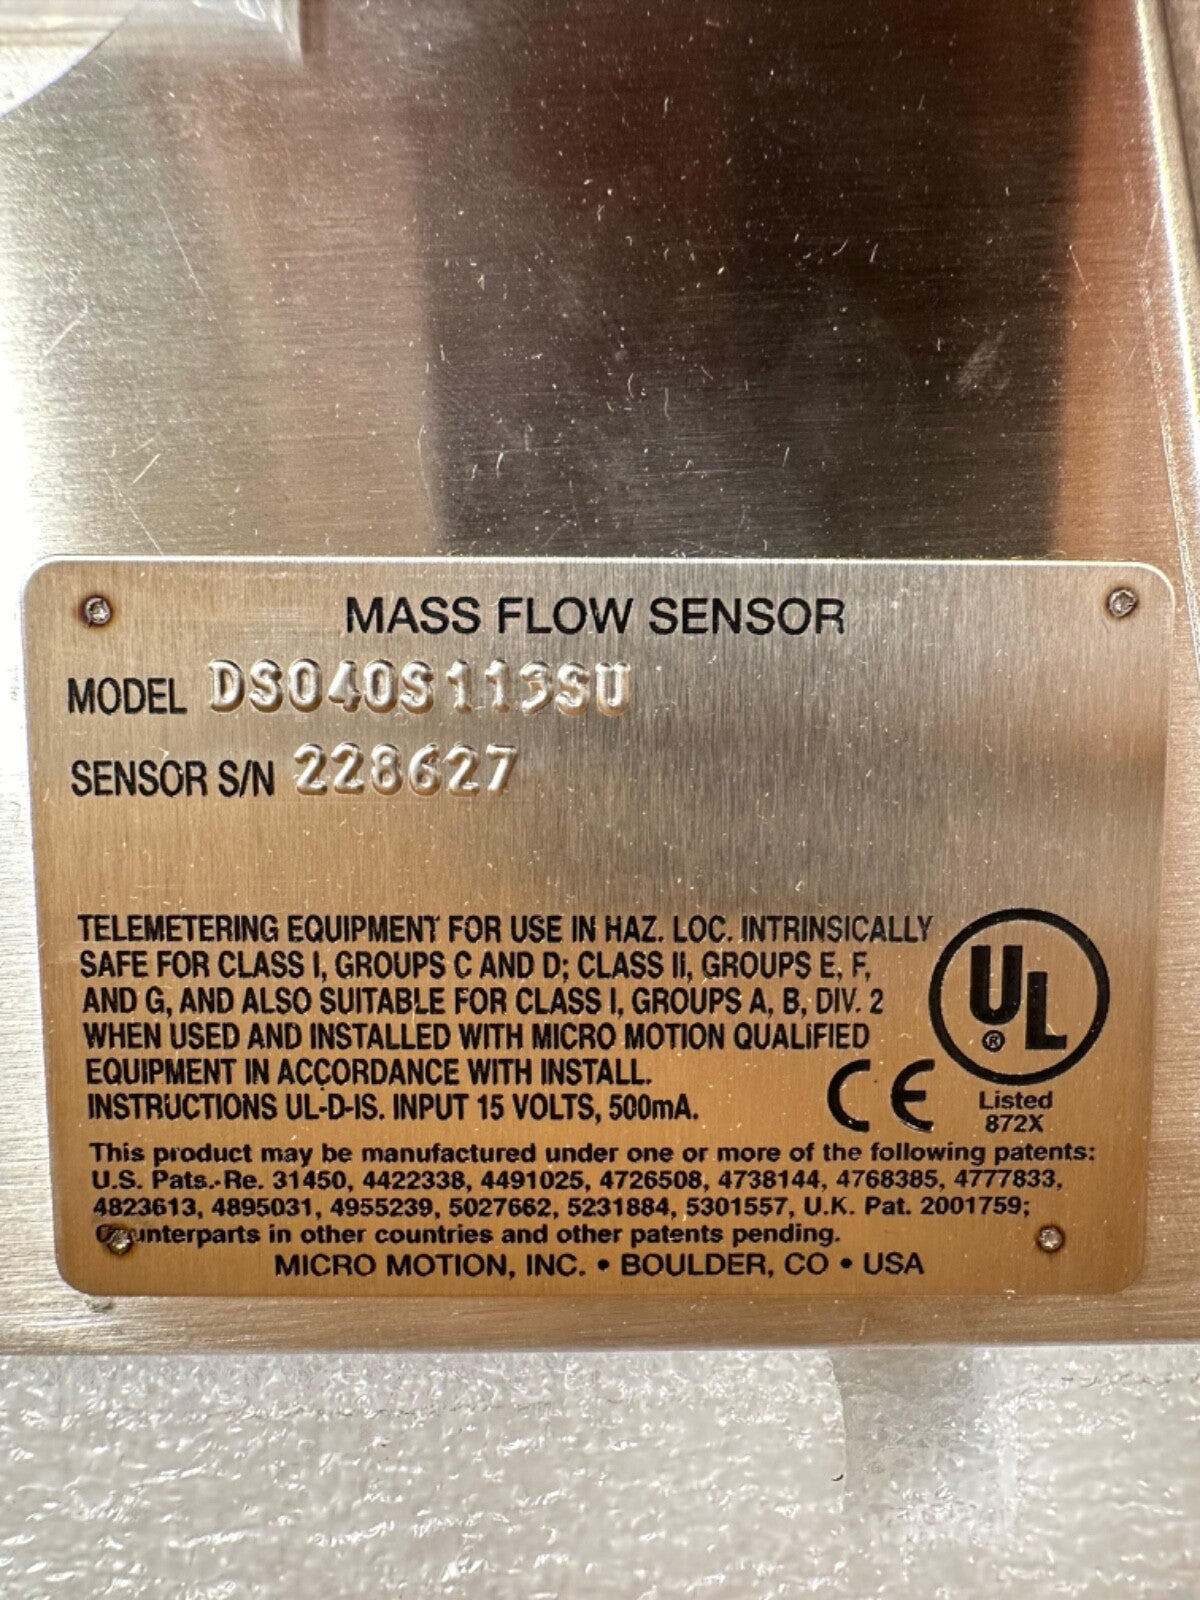 MASS FLOW SENSOR
MODEL DS040S113SU
SENSOR S/N 228627
TELEMETERING EQUIPMENT FOR USE IN HAZ. LOC. INTRINSICALLY
SAFE FOR CLASS I, GROUPS C AND D; CLASS II, GROUPS E, F,
AND G, AND ALSO SUITABLE FOR CLASS I, GROUPS A, B, DIV. 2
WHEN USED AND INSTALLED WITH MICRO MOTION QUALIFIED
EQUIPMENT IN ACCORDANCE WITH INSTALL.
INSTRUCTIONS UL-D-IS. INPUT 15 VOLTS, 500mA.
UL ®
CE
Listed
872X
This product may be manufactured under one or more of the following patents:
U.S. Pats.-Re. 31450, 4422338, 4491025, 4726508, 4738144, 4768385, 4777833,
4823613, 4895031, 4955239, 5027662, 5231884, 5301557, U.K. Pat. 2001759;
Counterparts in other countries and other patents pending.
MICRO MOTION, INC. • BOULDER, CO • USA